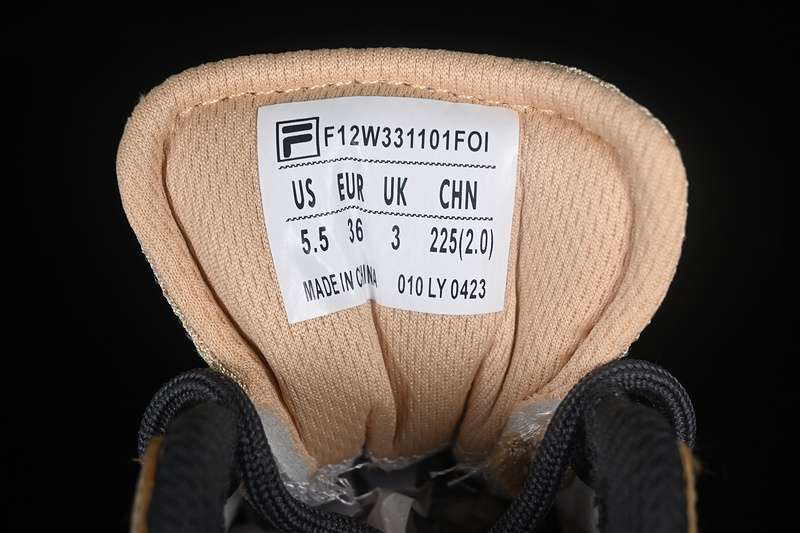 F12W331101FOI
US EUR UK CHN
5.5 36 3 225(2.0)
MADE IN CHINA 010 LY 0423